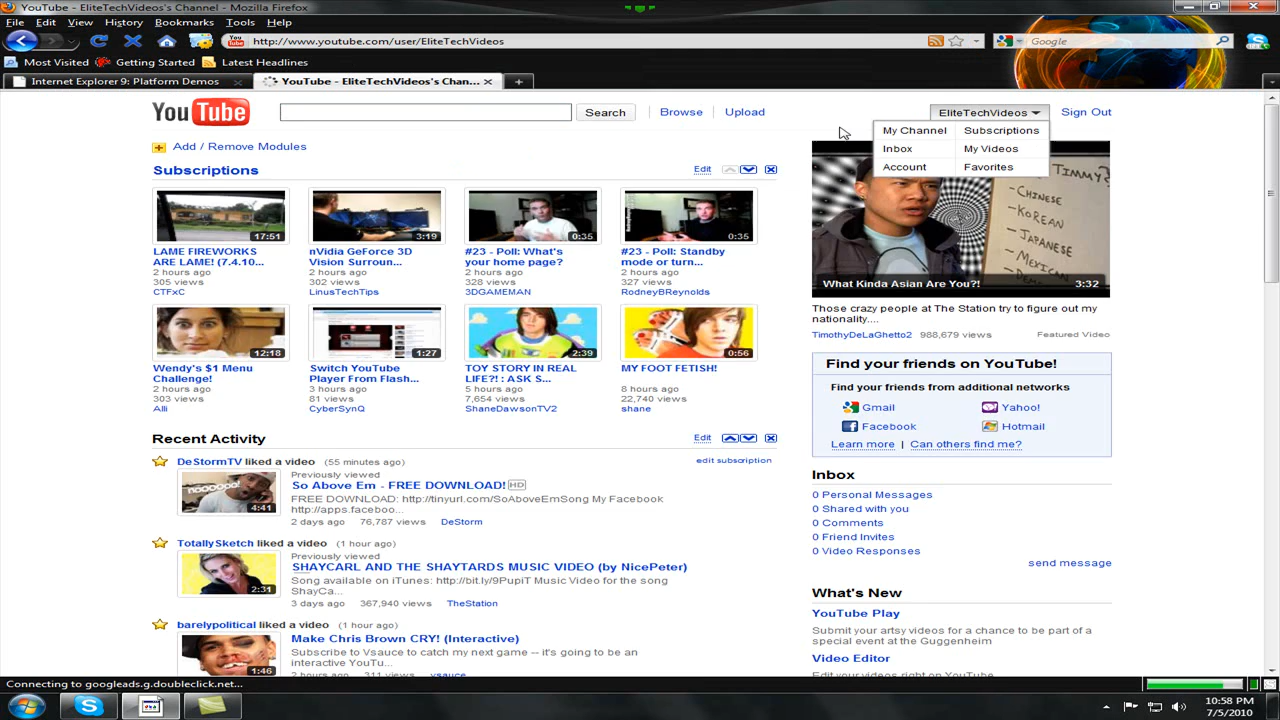 YouTube - EliteTechVideos's Channel - Mozilla Firefox
File Edit View History Bookmarks Tools Help
http://www.youtube.com/user/EliteTechVideos
Google
Most Visited Getting Started Latest Headlines
Internet Explorer 9: Platform Demos
YouTube - EliteTechVideos's Chan...
YouTube
Search
Browse
Upload
EliteTechVideos
Sign Out
My Channel Subscriptions
Inbox My Videos
Account Favorites
Add / Remove Modules
Subscriptions
Edit
17:51
3:19
0:35
0:35
LAME FIREWORKS
ARE LAME! (7.4.10...
2 hours ago
305 views
CTFxC
nVidia GeForce 3D
Vision Surroun...
2 hours ago
302 views
LinusTechTips
#23 - Poll: What's
your home page?
2 hours ago
328 views
3DGAMEMAN
#23 - Poll: Standby
mode or turn...
2 hours ago
327 views
RodneyBReynolds
12:18
1:27
2:39
0:56
Wendy's $1 Menu
Challenge!
2 hours ago
303 views
Alli
Switch YouTube
Player From Flash...
3 hours ago
81 views
CyberSynQ
TOY STORY IN REAL
LIFE?! : ASK S...
5 hours ago
7,654 views
ShaneDawsonTV2
MY FOOT FETISH!
8 hours ago
22,740 views
shane
Recent Activity
Edit
DeStormTV liked a video (55 minutes ago)
edit subscription
Previously viewed
So Above Em - FREE DOWNLOAD! HD
FREE DOWNLOAD: http://tinyurl.com/SoAboveEmSong My Facebook
http://apps.faceboo...
4:41
2 days ago 76,787 views DeStorm
TotallySketch liked a video (1 hour ago)
Previously viewed
SHAYCARL AND THE SHAYTARDS MUSIC VIDEO (by NicePeter)
Song available on iTunes: http://bit.ly/9PupiT Music Video for the song
ShayCa...
2:31
3 days ago 367,940 views TheStation
barelypolitical liked a video (1 hour ago)
Make Chris Brown CRY! (Interactive)
Subscribe to Vsauce to catch my next game -- it's going to be an
interactive YouTu...
1:46
2 hours ago 311 views vsauce
TIMMY?
-CHINESE
-KOREAN
-JAPANESE
-MEXICAN
What Kinda Asian Are You?! 3:32
Those crazy people at The Station try to figure out my
nationality....
TimothyDeLaGhetto2 988,679 views Featured Video
Find your friends on YouTube!
Find your friends from additional networks
Gmail Yahoo!
Facebook Hotmail
Learn more | Can others find me?
Inbox
0 Personal Messages
0 Shared with you
0 Comments
0 Friend Invites
0 Video Responses
send message
What's New
YouTube Play
Submit your artsy videos for a chance to be part of a
special event at the Guggenheim
Video Editor
Edit your videos right on YouTube
Connecting to googleads.g.doubleclick.net...
10:58 PM
7/5/2010